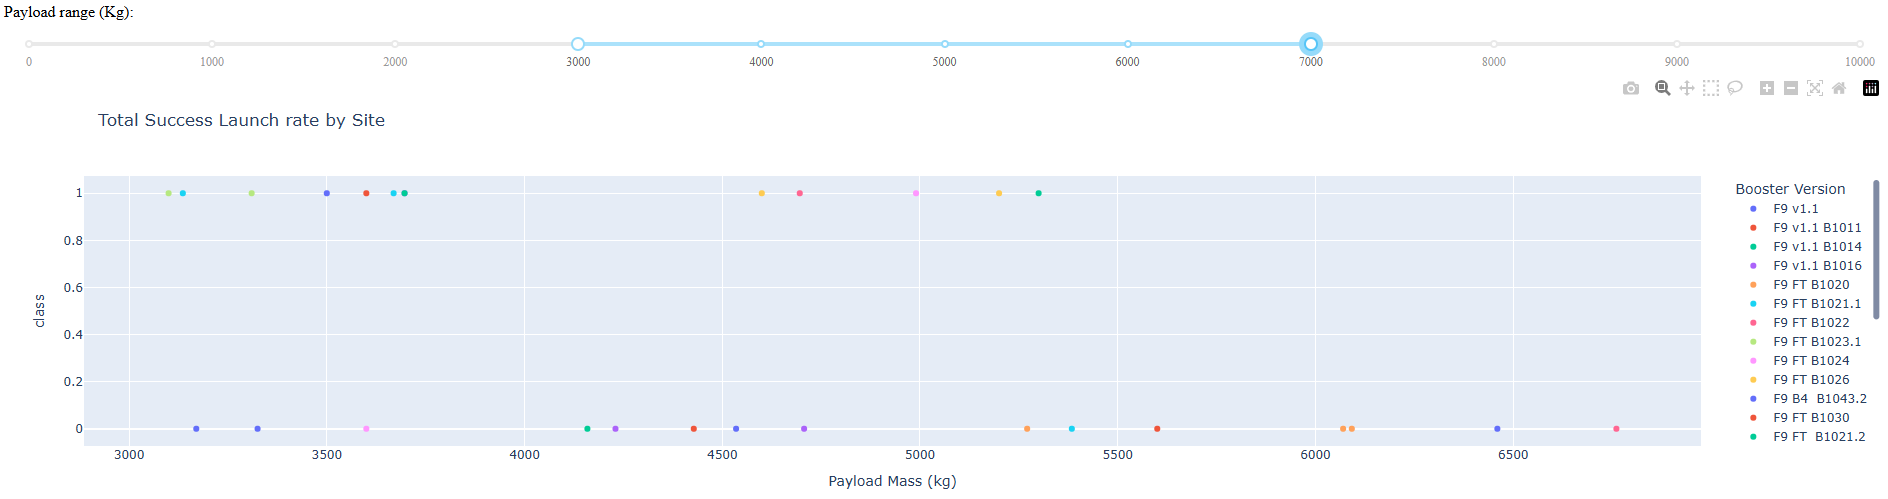 Payload range (Kg):
0 1000 2000 3000 4000 5000 6000 7000 8000 9000 10000
Total Success Launch rate by Site
1
0.8
0.6
0.4
0.2
0
class
3000 3500 4000 4500 5000 5500 6000 6500
Payload Mass (kg)
Booster Version
F9 v1.1
F9 v1.1 B1011
F9 v1.1 B1014
F9 v1.1 B1016
F9 FT B1020
F9 FT B1021.1
F9 FT B1022
F9 FT B1023.1
F9 FT B1024
F9 FT B1026
F9 B4  B1043.2
F9 FT B1030
F9 FT  B1021.2